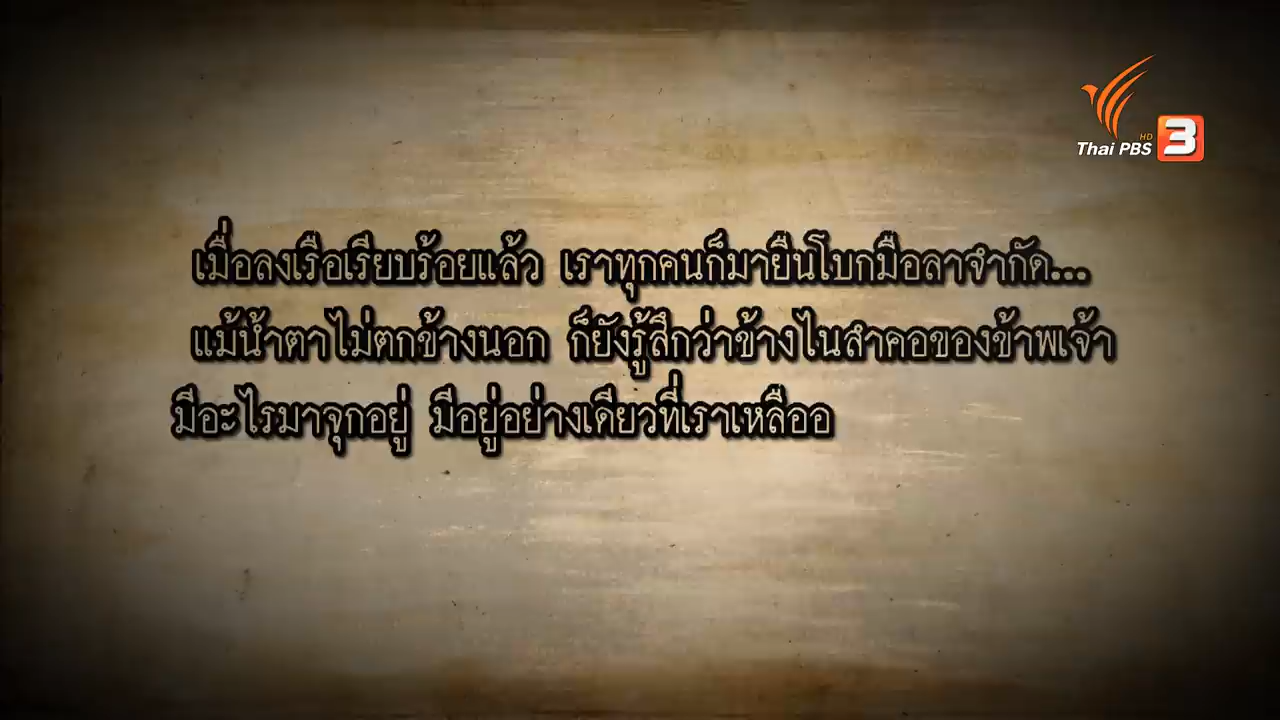 Thai PBS HD 3
เมื่อลงเรือเรียบร้อยแล้ว เราทุกคนก็มายืนโบกมือลาจำกัด...
แม้น้ำตาไม่ตกข้างนอก ก็ยังรู้สึกว่าข้างไนลำคอของข้าพเจ้า
มีอะไรมาจุกอยู่ มีอยู่อย่างเดียวที่เราเหลืออ